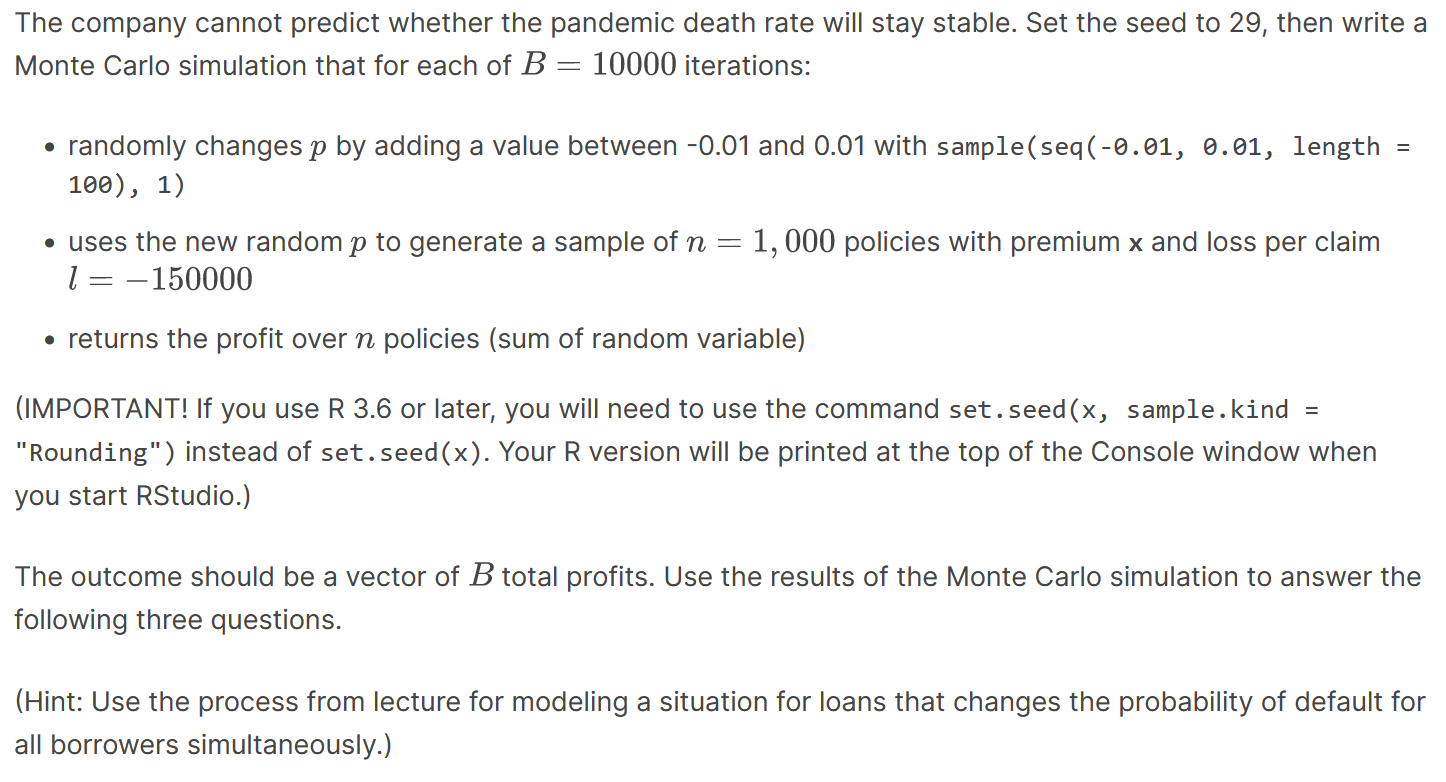 The company cannot predict whether the pandemic death rate will stay stable. Set the seed to 29, then write a
Monte Carlo simulation that for each of B = 10000 iterations:
• randomly changes p by adding a value between -0.01 and 0.01 with sample(seq(-0.01, 0.01, length =
100), 1)
• uses the new random p to generate a sample of n = 1,000 policies with premium x and loss per claim
l = −150000
• returns the profit over n policies (sum of random variable)
(IMPORTANT! If you use R 3.6 or later, you will need to use the command set.seed(x, sample.kind =
"Rounding") instead of set.seed(x). Your R version will be printed at the top of the Console window when
you start RStudio.)
The outcome should be a vector of B total profits. Use the results of the Monte Carlo simulation to answer the
following three questions.
(Hint: Use the process from lecture for modeling a situation for loans that changes the probability of default for
all borrowers simultaneously.)